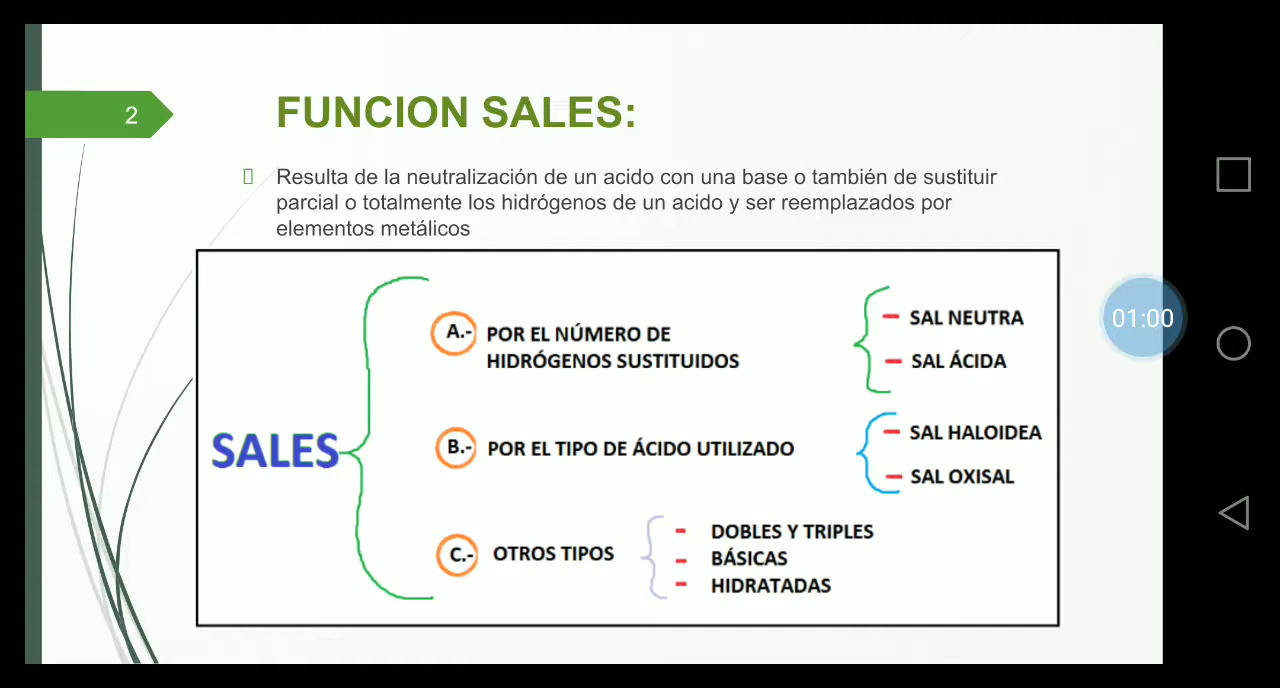 2
FUNCION SALES:
Resulta de la neutralización de un acido con una base o también de sustituir
parcial o totalmente los hidrógenos de un acido y ser reemplazados por
elementos metálicos
SALES
A.- POR EL NÚMERO DE
HIDRÓGENOS SUSTITUIDOS
- SAL NEUTRA
- SAL ÁCIDA
B.- POR EL TIPO DE ÁCIDO UTILIZADO
- SAL HALOIDEA
- SAL OXISAL
C.- OTROS TIPOS
- DOBLES Y TRIPLES
- BÁSICAS
- HIDRATADAS
01:00